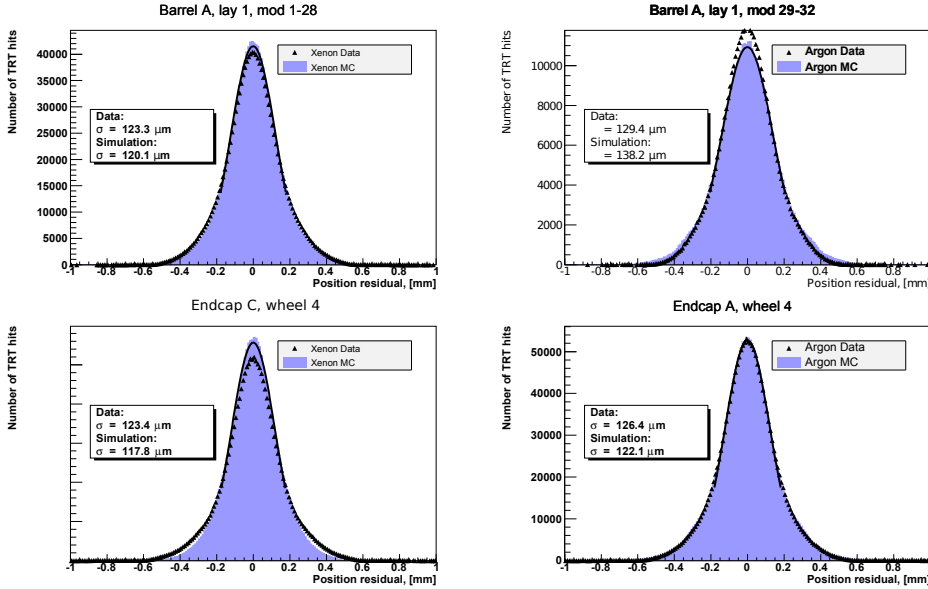 Barrel A, lay 1, mod 1-28
Number of TRT hits
40000
35000
30000
25000
20000
15000
10000
5000
0
Xenon Data
Xenon MC
Data:
σ = 123.3 μm
Simulation:
σ = 120.1 μm
-1 -0.8 -0.6 -0.4 -0.2 0 0.2 0.4 0.6 0.8 1
Position residual, [mm]
Barrel A, lay 1, mod 29-32
Number of TRT hits
10000
8000
6000
4000
2000
0
Argon Data
Argon MC
Data:
= 129.4 μm
Simulation:
= 138.2 μm
-1 -0.8 -0.6 -0.4 -0.2 0 0.2 0.4 0.6 0.8
Position residual, [mm]
Endcap C, wheel 4
Number of TRT hits
Xenon Data
Xenon MC
Data:
σ = 123.4 μm
Simulation:
σ = 117.8 μm
-1 -0.8 -0.6 -0.4 -0.2 0 0.2 0.4 0.6 0.8 1
Position residual, [mm]
Endcap A, wheel 4
Number of TRT hits
50000
40000
30000
20000
10000
0
Argon Data
Argon MC
Data:
σ = 126.4 μm
Simulation:
σ = 122.1 μm
-1 -0.8 -0.6 -0.4 -0.2 0 0.2 0.4 0.6 0.8
Position residual, [mm]